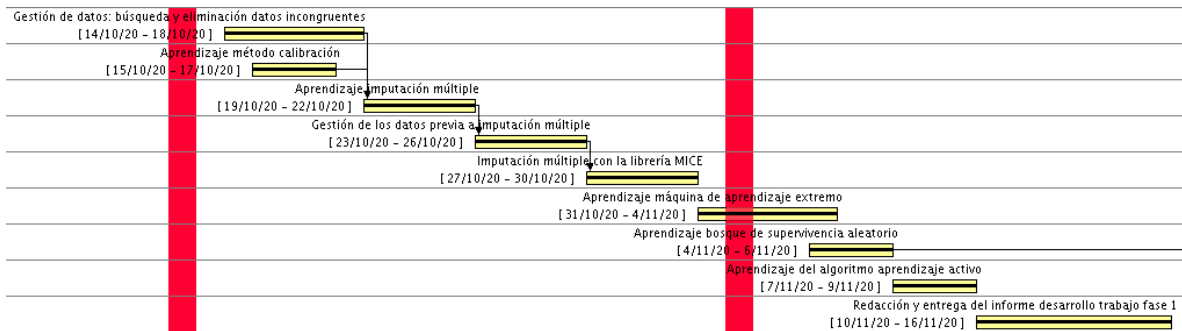 Gestión de datos: búsqueda y eliminación datos incongruentes
[14/10/20 - 18/10/20]
Aprendizaje método calibración
[15/10/20 - 17/10/20]
Aprendizaje imputación múltiple
[19/10/20 - 22/10/20]
Gestión de los datos previa a imputación múltiple
[23/10/20 - 26/10/20]
Imputación múltiple con la librería MICE
[27/10/20 - 30/10/20]
Aprendizaje máquina de aprendizaje extremo
[31/10/20 - 4/11/20]
Aprendizaje bosque de supervivencia aleatorio
[4/11/20 - 6/11/20]
Aprendizaje del algoritmo aprendizaje activo
[7/11/20 - 9/11/20]
Redacción y entrega del informe desarrollo trabajo fase 1
[10/11/20 - 16/11/20]